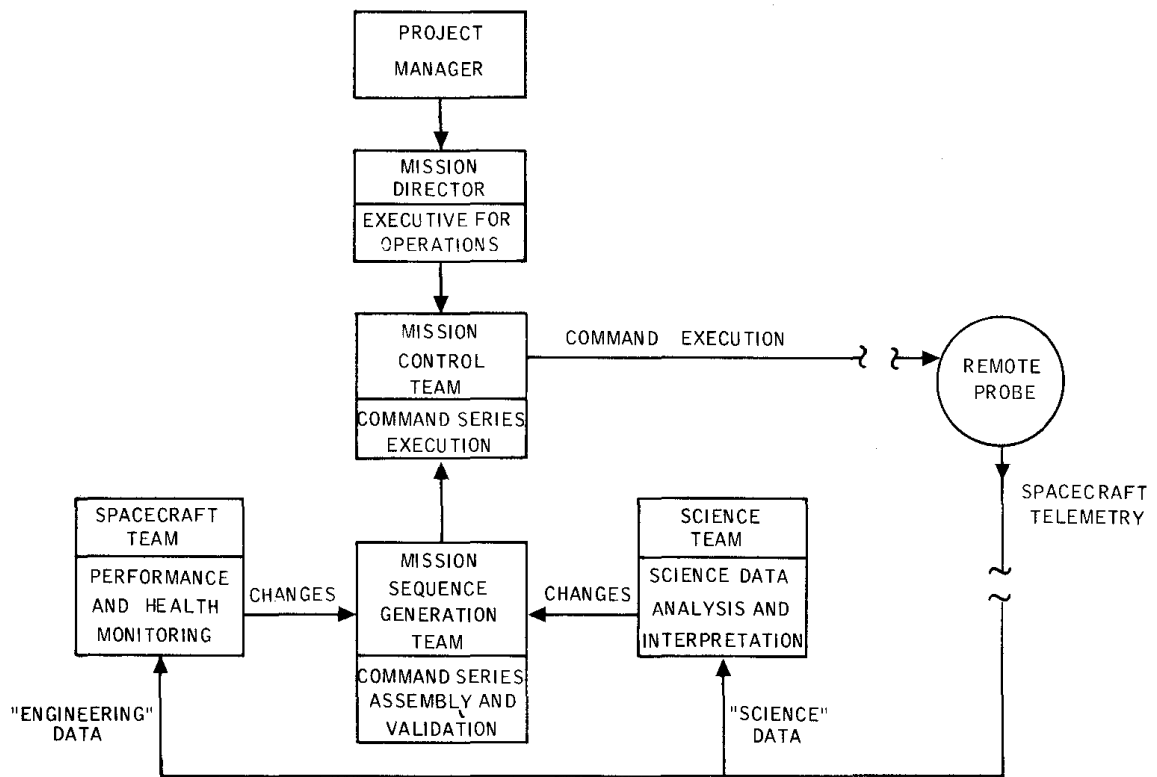 PROJECT
MANAGER
MISSION
DIRECTOR
EXECUTIVE FOR
OPERATIONS
MISSION
CONTROL
TEAM
COMMAND SERIES
EXECUTION
COMMAND EXECUTION
REMOTE
PROBE
SPACECRAFT
TELEMETRY
SPACECRAFT
TEAM
PERFORMANCE
AND HEALTH
MONITORING
CHANGES
MISSION
SEQUENCE
GENERATION
TEAM
COMMAND SERIES
ASSEMBLY AND
VALIDATION
CHANGES
SCIENCE
TEAM
SCIENCE DATA
ANALYSIS AND
INTERPRETATION
"ENGINEERING"
DATA
"SCIENCE"
DATA